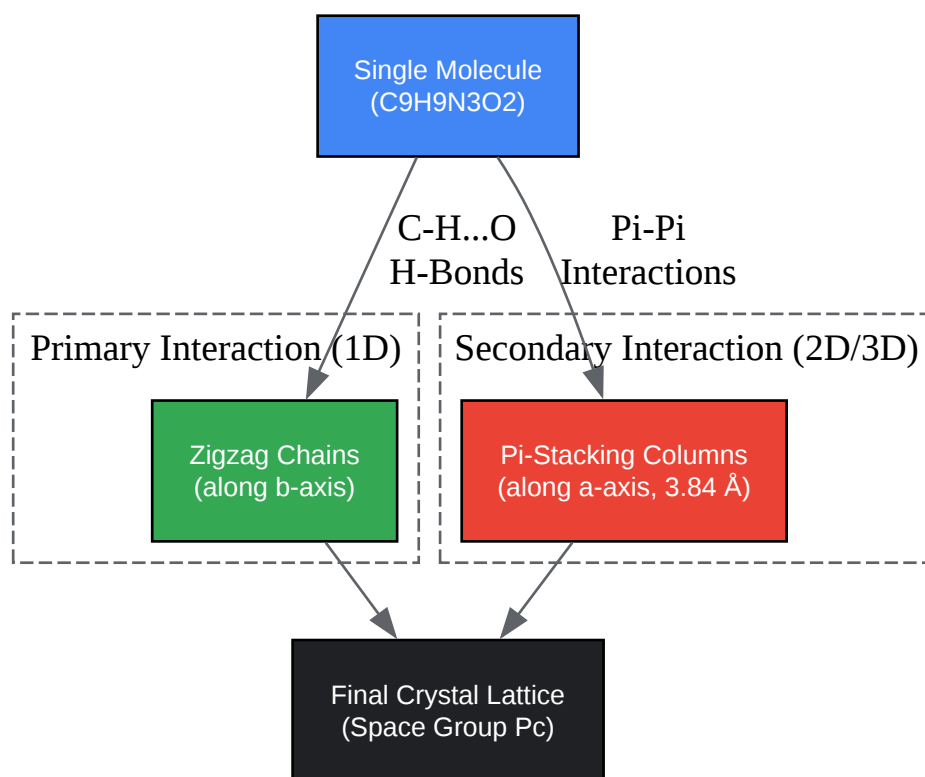 Single Molecule
(C9H9N3O2)
C-H...O
H-Bonds
Pi-Pi
Interactions
Primary Interaction (1D)
Secondary Interaction (2D/3D)
Zigzag Chains
(along b-axis)
Pi-Stacking Columns
(along a-axis, 3.84 Å)
Final Crystal Lattice
(Space Group Pc)